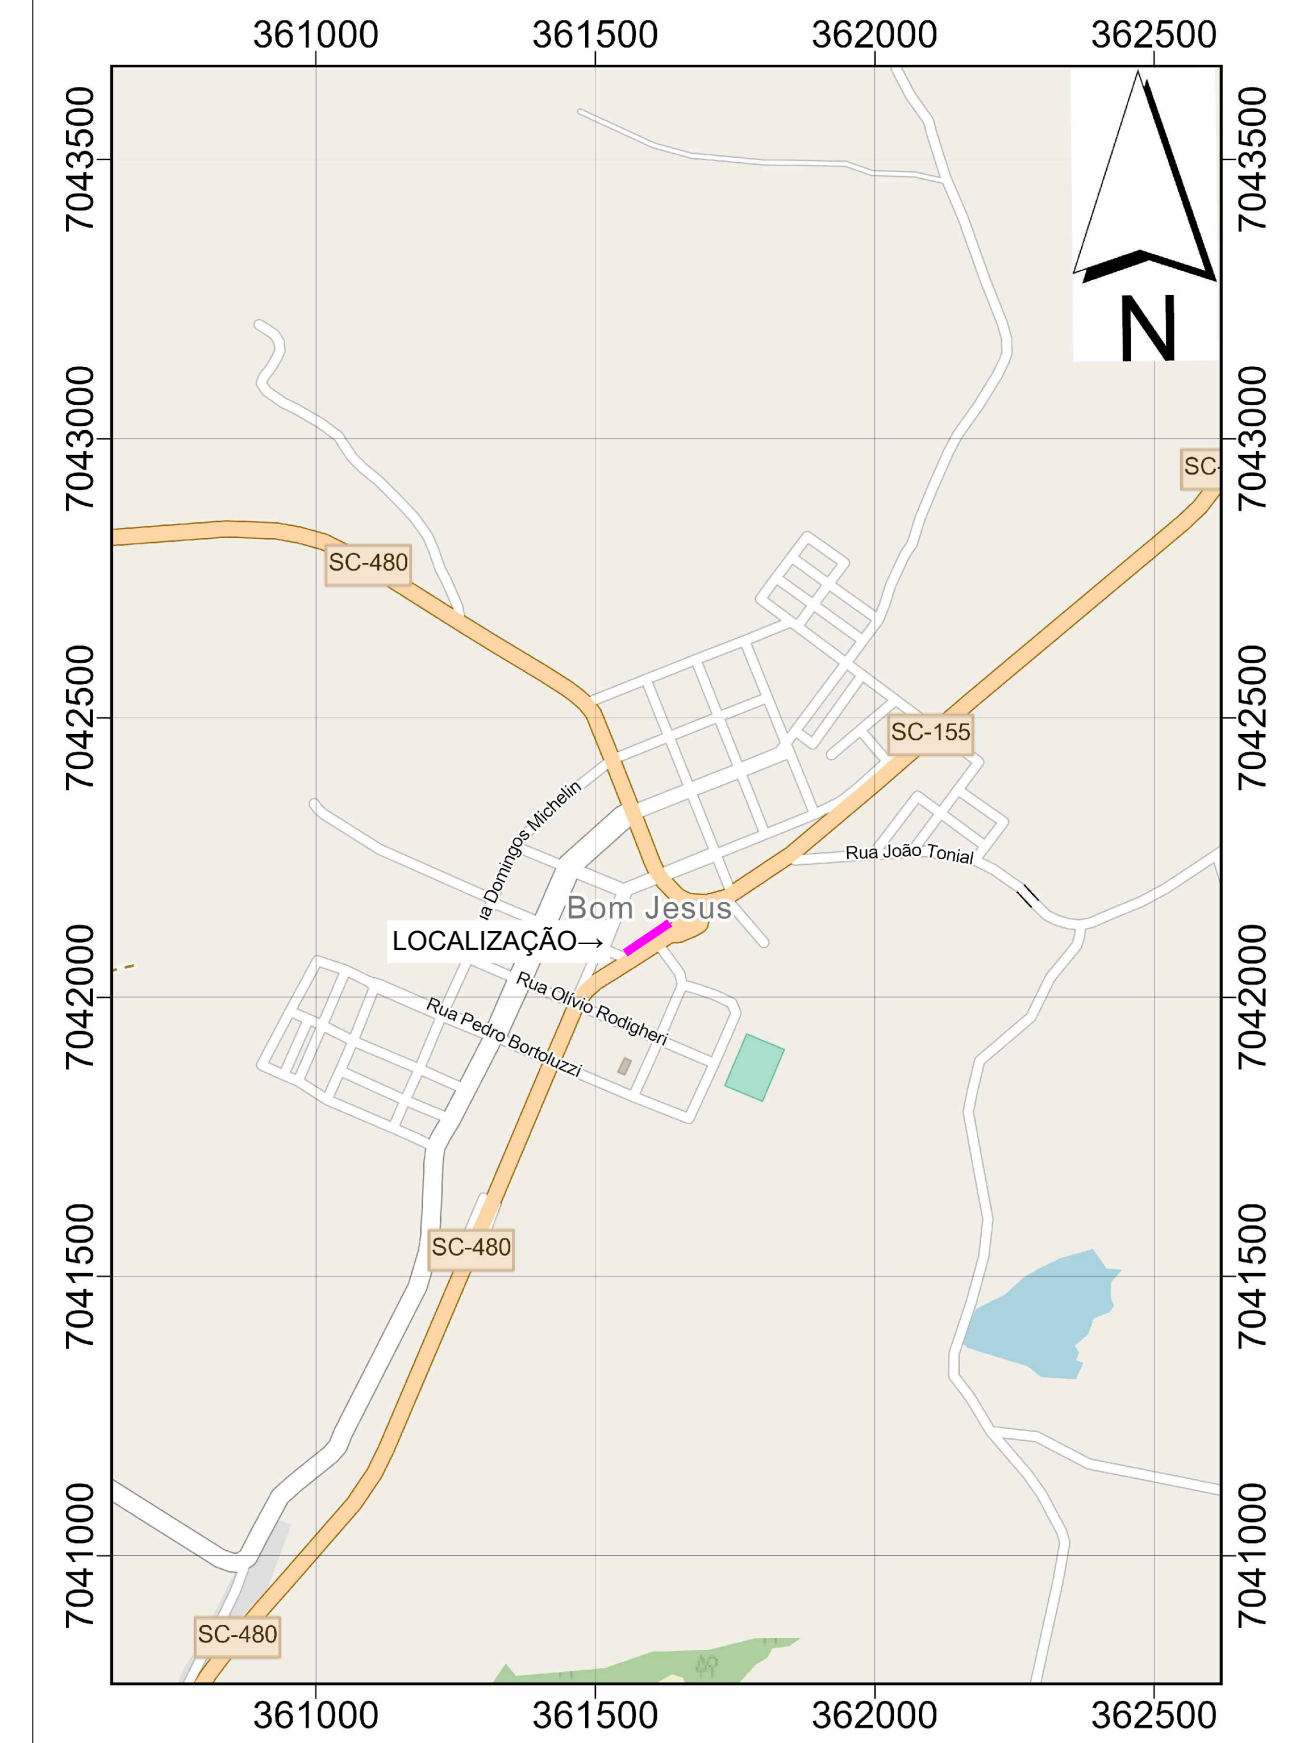 361000 361500 362000 362500
7043500
7043500
N
7043000
7043000
SC-
SC-480
7042500
7042500
SC-155
ua Domingos Michelin
Rua João Tonial
Bom Jesus
LOCALIZAÇÃO→
7042000
7042000
Rua Olívio Rodigheri
Rua Pedro Bortoluzzi
7041500
7041500
SC-480
7041000
7041000
SC-480
361000 361500 362000 362500